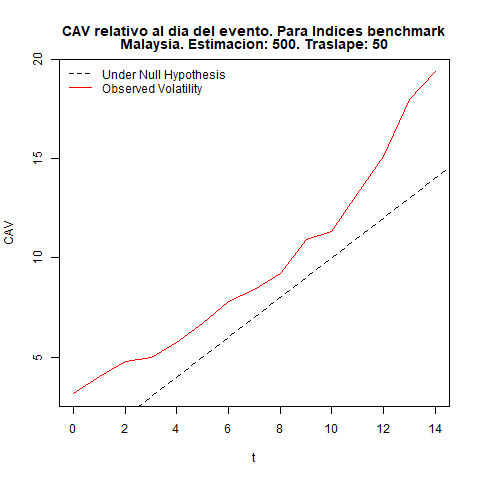 CAV relativo al dia del evento. Para Indices benchmark
Malaysia. Estimacion: 500. Traslape: 50
Under Null Hypothesis
Observed Volatility
20
15
10
5
CAV
0 2 4 6 8 10 12 14
t